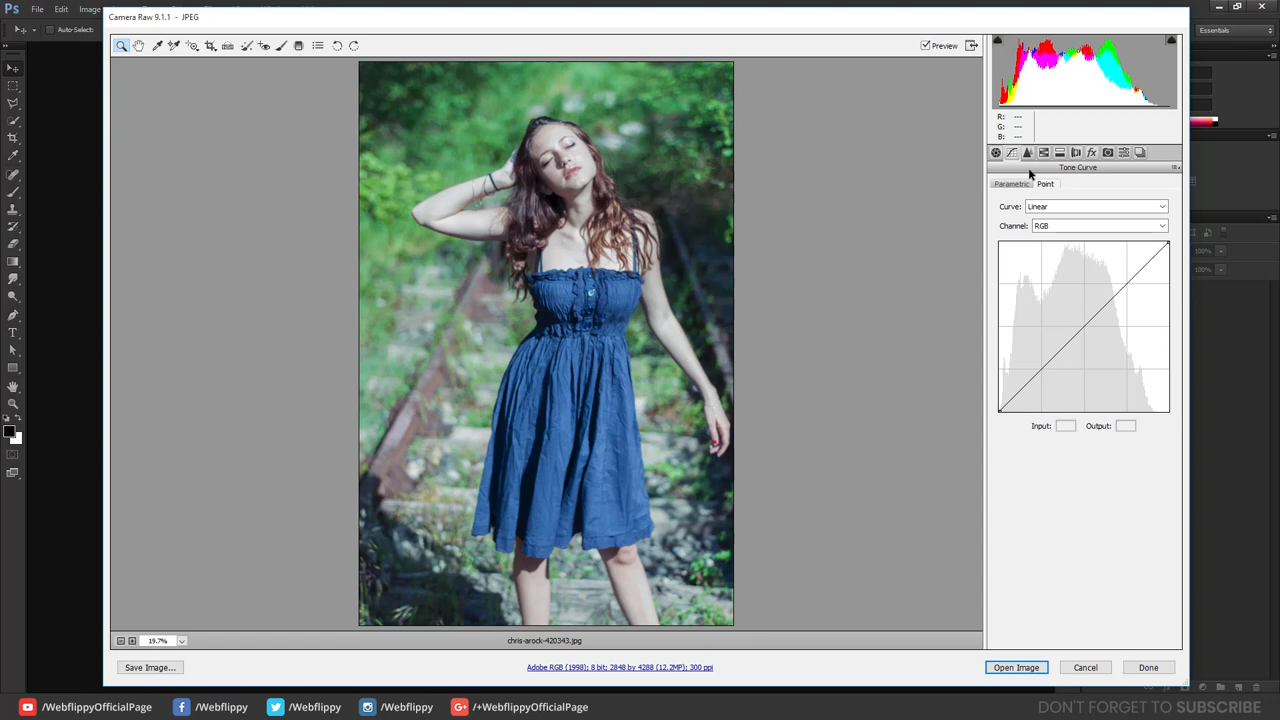 Camera Raw 9.1.1 - JPEG
Ps File Edit Image
Auto-Select:
Essentials
Preview
R: ---
G: ---
B: ---
Tone Curve
Parametric Point
Curve: Linear
Channel: RGB
Input: Output:
100%
100%
19.7%
chris-arock-420343.jpg
Save Image...
Adobe RGB (1998); 8 bit; 2848 by 4288 (12.2MP); 300 ppi
Open Image Cancel Done
/WebflippyOfficialPage /Webflippy /Webflippy /Webflippy /+WebflippyOfficialPage DON'T FORGET TO SUBSCRIBE